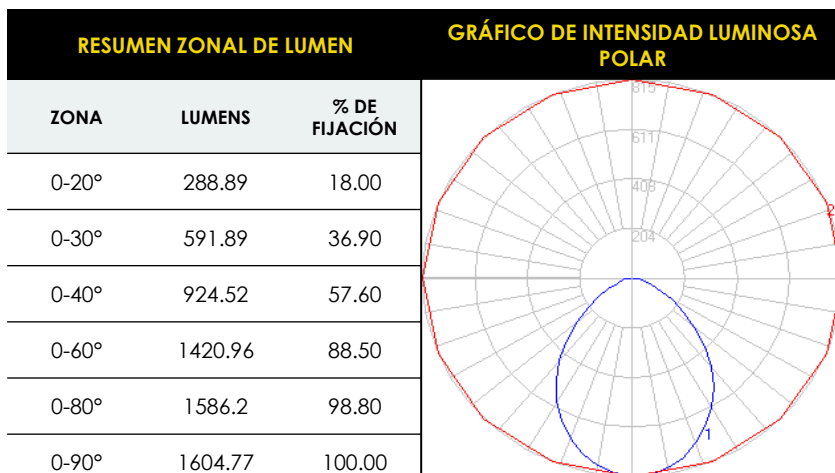 RESUMEN ZONAL DE LUMEN
GRÁFICO DE INTENSIDAD LUMINOSA
POLAR
ZONA LUMENS % DE
FIJACIÓN
0-20° 288.89 18.00
0-30° 591.89 36.90
0-40° 924.52 57.60
0-60° 1420.96 88.50
0-80° 1586.2 98.80
0-90° 1604.77 100.00
815
611
408
204
2
1